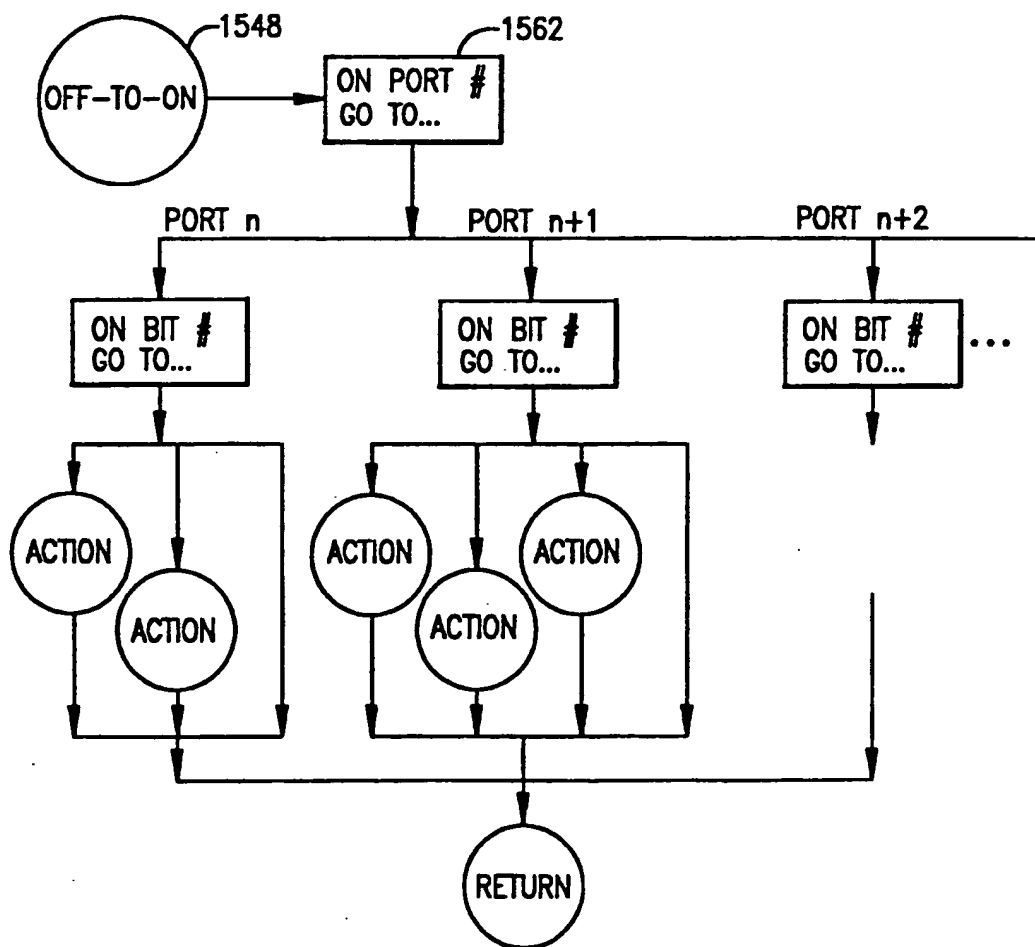 1548
1562
OFF-TO-ON
ON PORT #
GO TO...
PORT n
PORT n+1
PORT n+2
ON BIT #
GO TO...
ON BIT #
GO TO...
ON BIT #
GO TO...
...
ACTION
ACTION
ACTION
ACTION
ACTION
RETURN